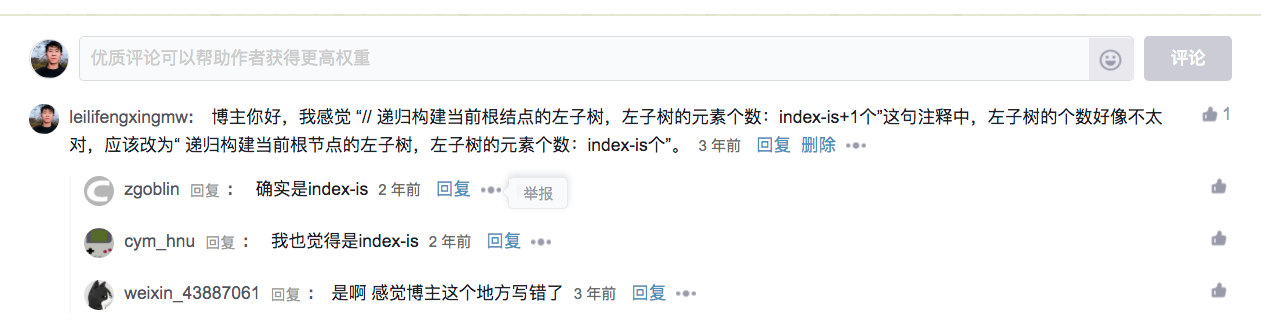 优质评论可以帮助作者获得更高权重
评论
leilifengxingmw: 博主你好，我感觉 “// 递归构建当前根结点的左子树，左子树的元素个数：index-is+1个”这句注释中，左子树的个数好像不太
1
对，应该改为“ 递归构建当前根节点的左子树，左子树的元素个数：index-is个”。 3 年前 回复 删除
zgoblin 回复： 确实是index-is 2 年前 回复
举报
cym_hnu 回复： 我也觉得是index-is 2 年前 回复
weixin_43887061 回复： 是啊 感觉博主这个地方写错了 3 年前 回复